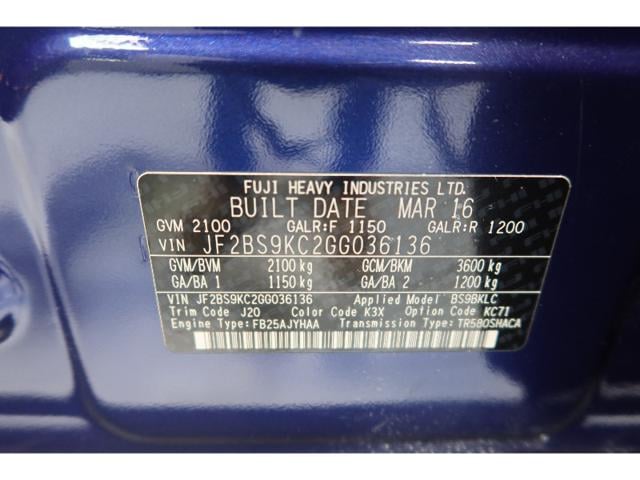 FUJI HEAVY INDUSTRIES LTD.
BUILT DATE MAR 16
GVM 2100 GALR:F 1150 GALR:R 1200
VIN JF2BS9KC2GG036136
GVM/BVM 2100 kg GCM/BKM 3600 kg
GA/BA 1 1150 kg GA/BA 2 1200 kg
VIN JF2BS9KC2GG036136 Applied Model BS9BKLC
Trim Code J20 Color Code K3X Option Code KC71
Engine Type FB25AJYHAA Transmission Type TR580SHACA